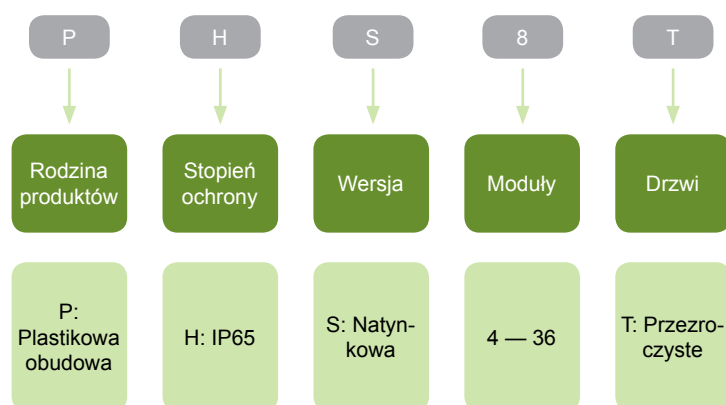 P
H
S
8
T
Rodzina
produktów
Stopień
ochrony
Wersja
Moduły
Drzwi
P:
Plastikowa
obudowa
H: IP65
S: Natyn-
kowa
4 — 36
T: Przezro-
czyste